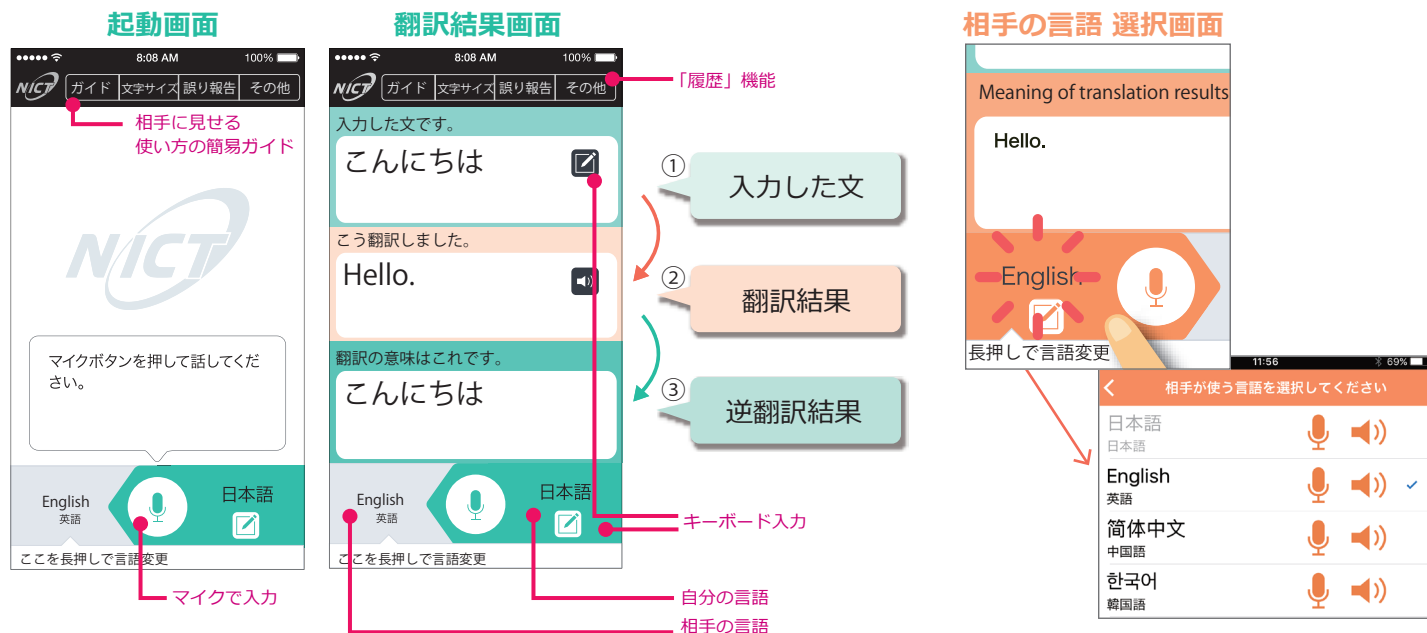 起動画面
8:08 AM
100%
NICT
ガイド
文字サイズ
誤り報告
その他
相手に見せる
使い方の簡易ガイド
NICT
マイクボタンを押して話してくだ
さい。
English
英語
日本語
ここを長押しで言語変更
マイクで入力
翻訳結果画面
8:08 AM
100%
NICT
ガイド
文字サイズ
誤り報告
その他
「履歴」機能
入力した文です。
こんにちは
こう翻訳しました。
Hello.
翻訳の意味はこれです。
こんにちは
①
入力した文
②
翻訳結果
③
逆翻訳結果
English
英語
日本語
ここを長押しで言語変更
キーボード入力
自分の言語
相手の言語
相手の言語 選択画面
Meaning of translation results
Hello.
English
長押しで言語変更
11:56
69%
相手が使う言語を選択してください
日本語
日本語
English
英語
简体中文
中国語
한국어
韓国語